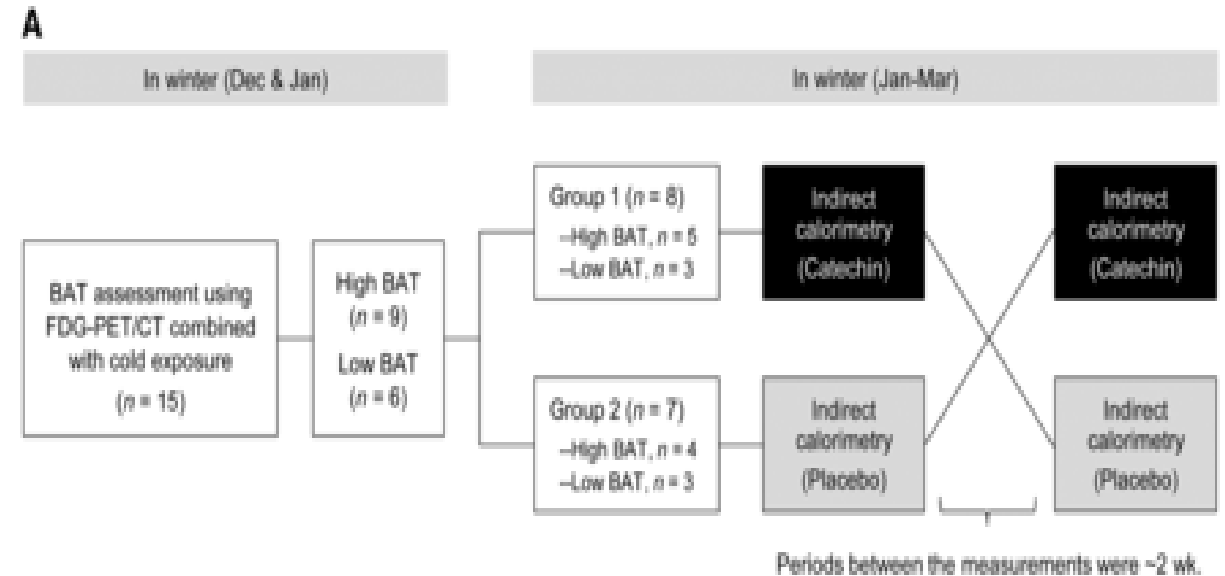 A
In winter (Dec & Jan)
In winter (Jan-Mar)
BAT assessment using
FDG-PET/CT combined
with cold exposure
(n = 15)
High BAT
(n = 9)
Low BAT
(n = 6)
Group 1 (n = 8)
–High BAT, n = 5
–Low BAT, n = 3
Indirect
calorimetry
(Catechin)
Indirect
calorimetry
(Catechin)
Group 2 (n = 7)
–High BAT, n = 4
–Low BAT, n = 3
Indirect
calorimetry
(Placebo)
Indirect
calorimetry
(Placebo)
Periods between the measurements were ~2 wk.